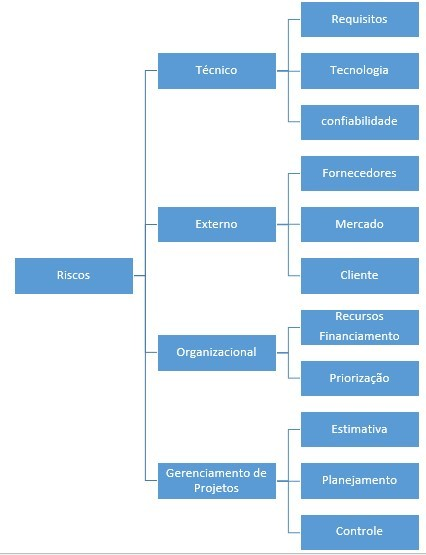 Requisitos
Técnico
Tecnologia
confiabilidade
Fornecedores
Externo
Mercado
Riscos
Cliente
Recursos
Financiamento
Organizacional
Priorização
Estimativa
Gerenciamento de
Projetos
Planejamento
Controle